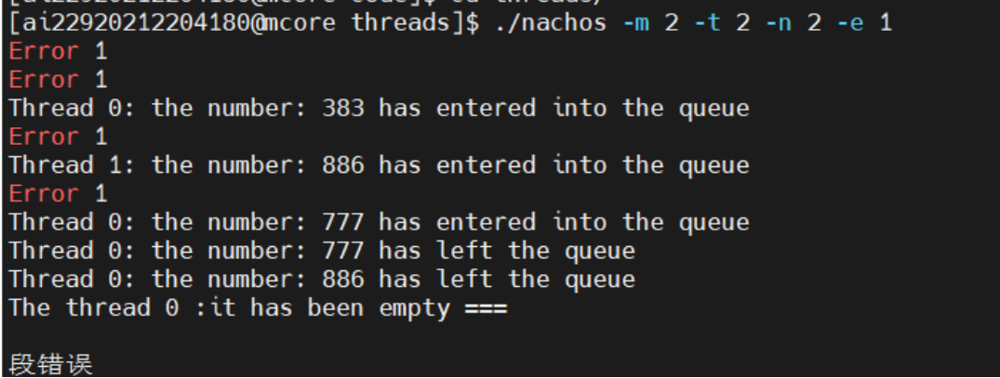 [ai22920212204180@mcore threads]$ ./nachos -m 2 -t 2 -n 2 -e 1
Error 1
Error 1
Thread 0: the number: 383 has entered into the queue
Error 1
Thread 1: the number: 886 has entered into the queue
Error 1
Thread 0: the number: 777 has entered into the queue
Thread 0: the number: 777 has left the queue
Thread 0: the number: 886 has left the queue
The thread 0 :it has been empty ===
段错误